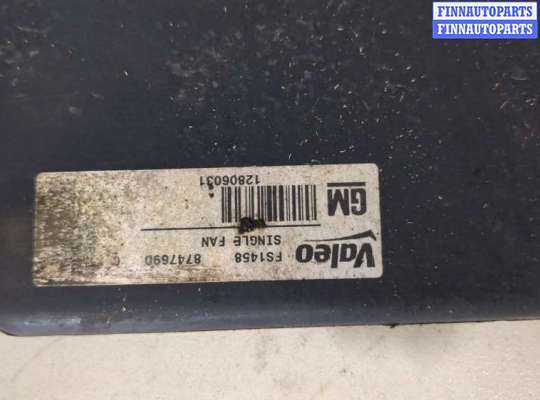 FINNAUTOPARTS
FINNAUTOPARTS
Valeo
FS1458 8747690
SINGLE FAN
GM
12806031